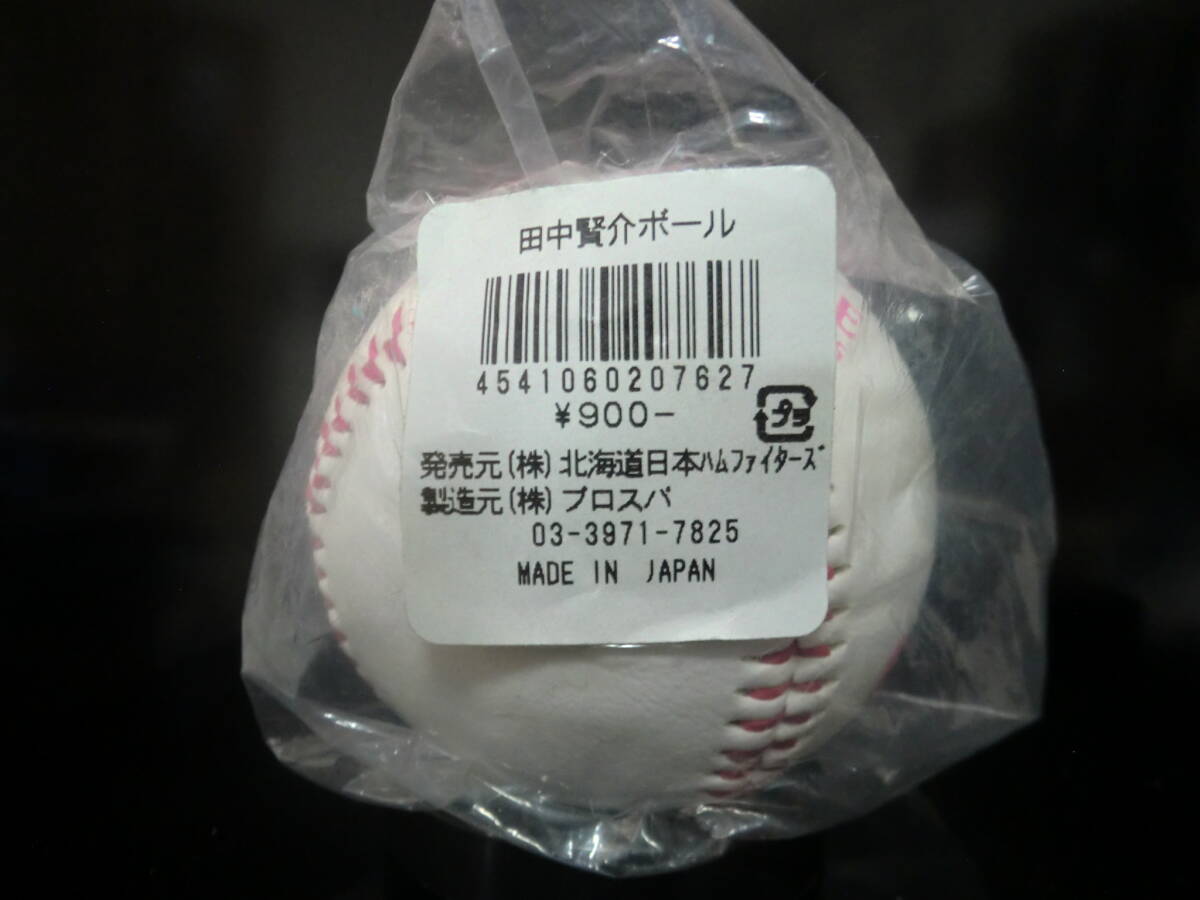 田中賢介ボール
4541060207627
¥900-
プラ
発売元(株)北海道日本ハムファイターズ
製造元(株)プロスパ
03-3971-7825
MADE IN JAPAN